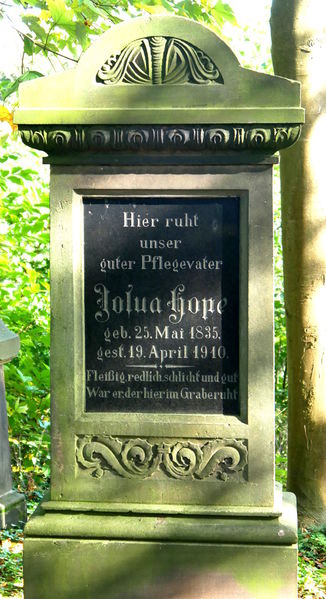 Hier ruht
unser
guter Pflegevater
Josua Hope
geb. 25. Mai 1835,
gest. 19. April 1910.
Fleißig, redlich, schlicht und gut
War er, der hier im Grabe ruht